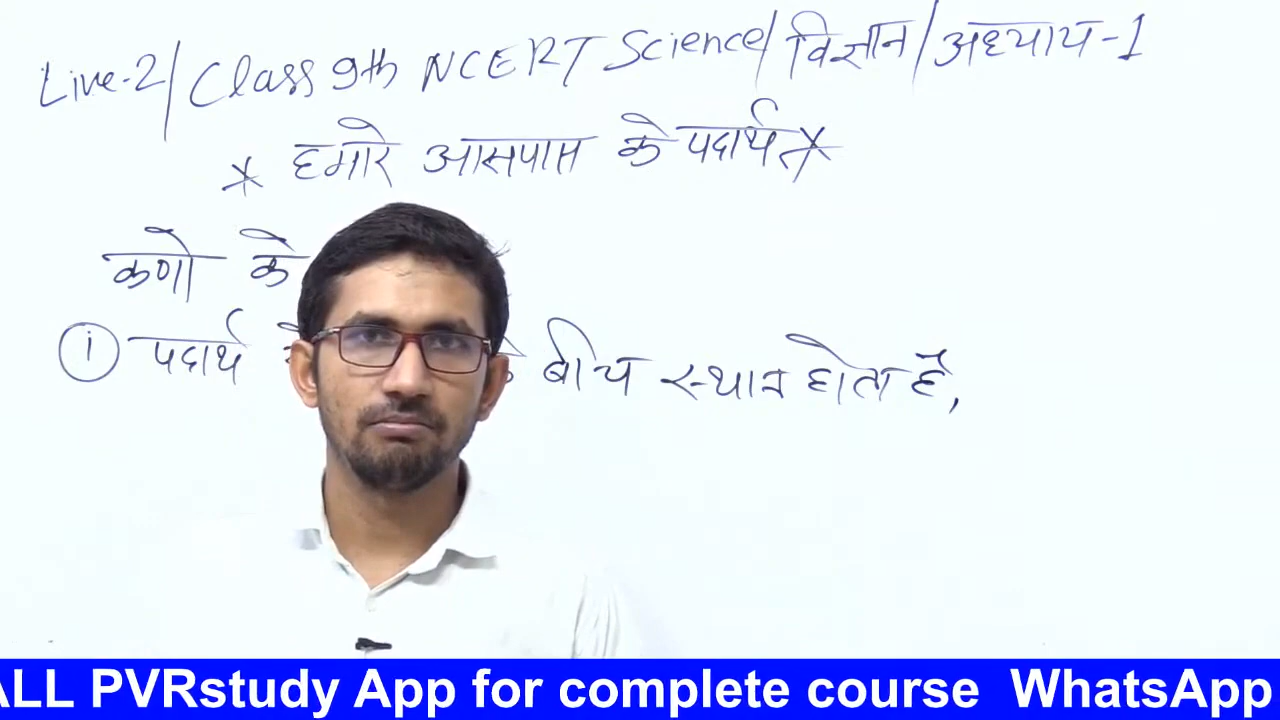 Live-2/Class 9th NCERT Science/विज्ञान/अध्याय-1
* हमारे आसपास के पदार्थ *
कणो के
i पदार्थ बीच स्थान होता है,
ALL PVRstudy App for complete course WhatsApp